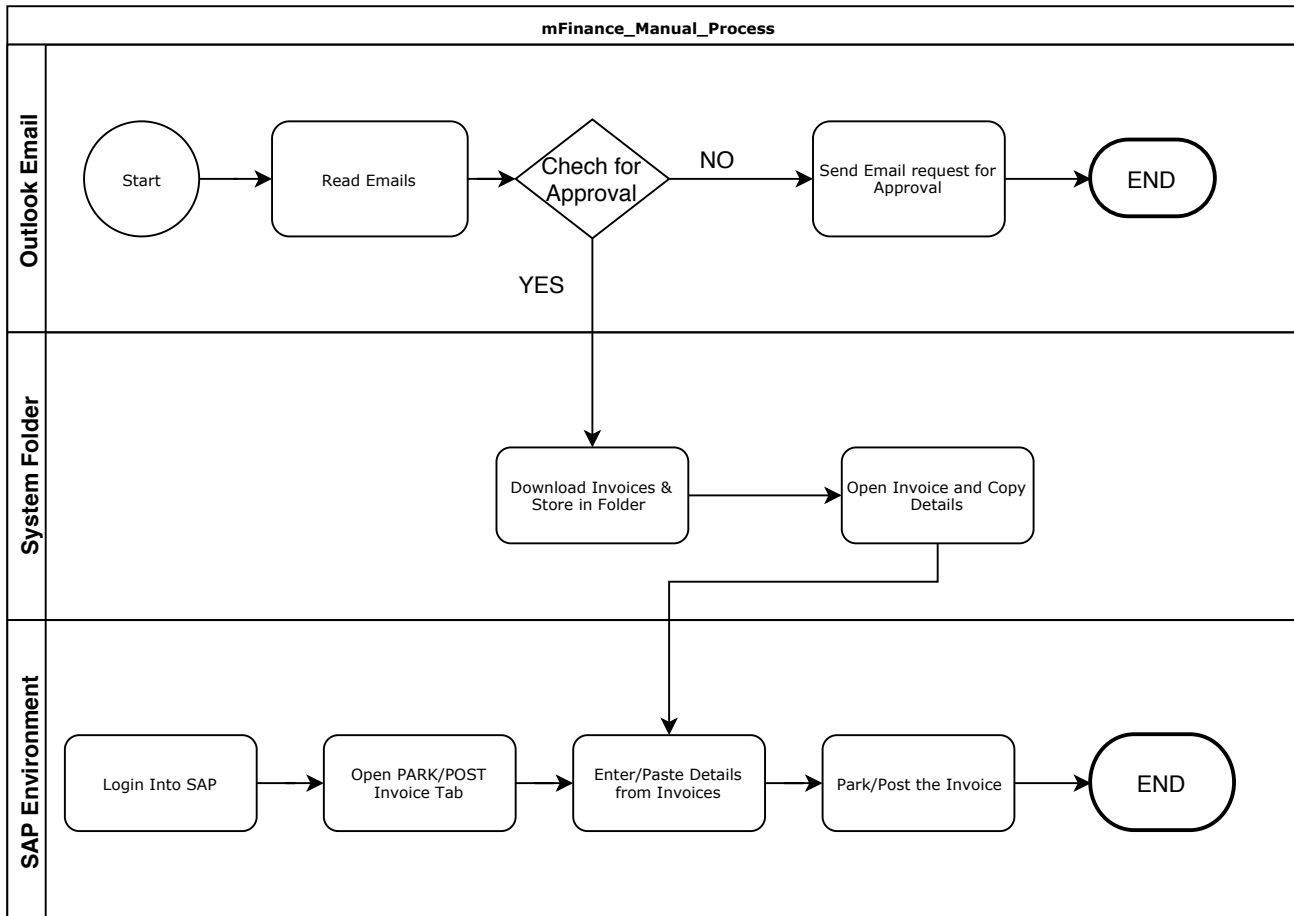 mFinance_Manual_Process
Outlook Email
Start
Read Emails
Chech for
Approval
NO
Send Email request for
Approval
END
YES
System Folder
Download Invoices &
Store in Folder
Open Invoice and Copy
Details
SAP Environment
Login Into SAP
Open PARK/POST
Invoice Tab
Enter/Paste Details
from Invoices
Park/Post the Invoice
END